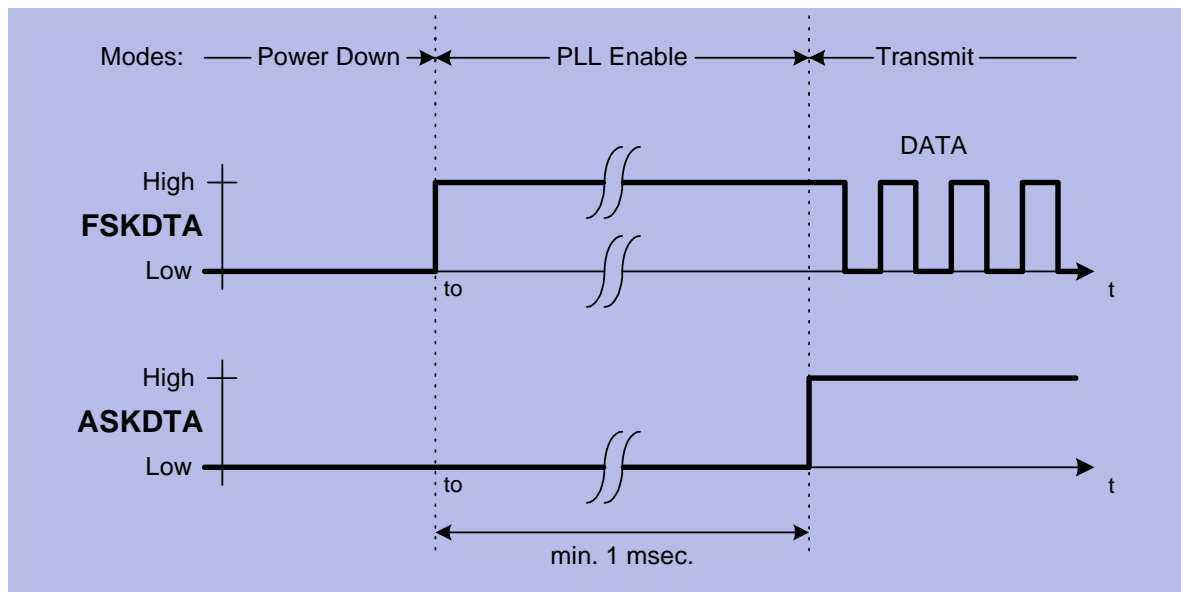 Modes: Power Down PLL Enable Transmit
DATA
High
FSKDTA
Low
to
t
High
ASKDTA
Low
to
t
min. 1 msec.